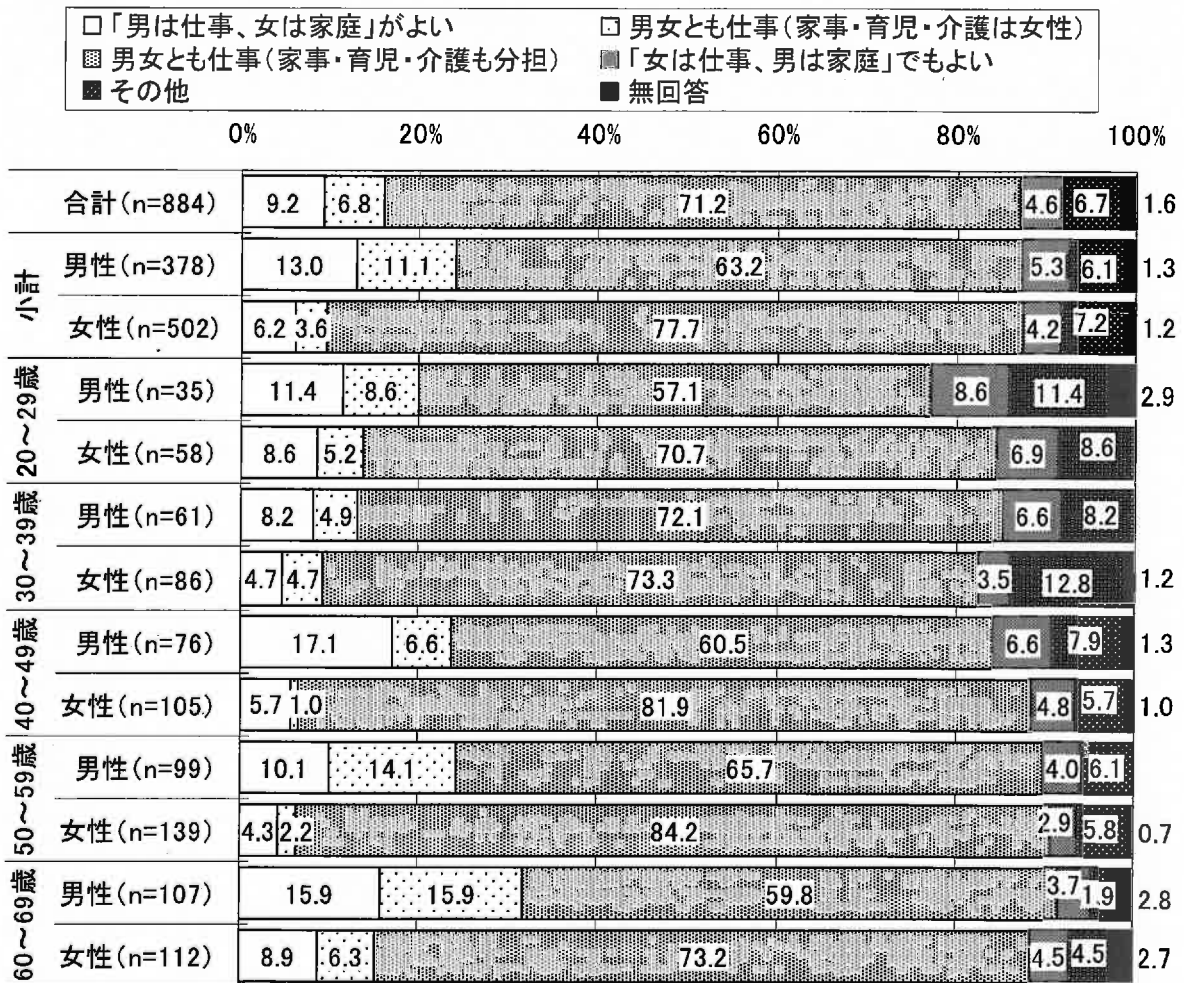 □「男は仕事、女は家庭」がよい □男女とも仕事(家事・育児・介護は女性)
男女とも仕事(家事・育児・介護も分担) 「女は仕事、男は家庭」でもよい
■その他 ■無回答
0% 20% 40% 60% 80% 100%
合計(n=884) 9.2 6.8 71.2 4.6 6.7 1.6
小計
男性(n=378) 13.0 11.1 63.2 5.3 6.1 1.3
女性(n=502) 6.2 3.6 77.7 4.2 7.2 1.2
20～29歳
男性(n=35) 11.4 8.6 57.1 8.6 11.4 2.9
女性(n=58) 8.6 5.2 70.7 6.9 8.6
30～39歳
男性(n=61) 8.2 4.9 72.1 6.6 8.2
女性(n=86) 4.7 4.7 73.3 3.5 12.8 1.2
40～49歳
男性(n=76) 17.1 6.6 60.5 6.6 7.9 1.3
女性(n=105) 5.7 1.0 81.9 4.8 5.7 1.0
50～59歳
男性(n=99) 10.1 14.1 65.7 4.0 6.1
女性(n=139) 4.3 2.2 84.2 2.9 5.8 0.7
60～69歳
男性(n=107) 15.9 15.9 59.8 3.7 1.9 2.8
女性(n=112) 8.9 6.3 73.2 4.5 4.5 2.7